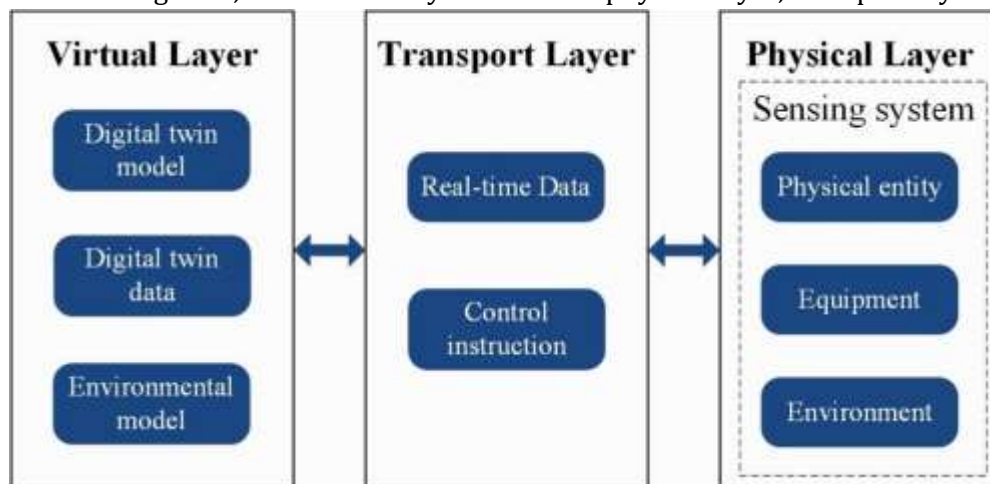 Virtual Layer
Digital twin
model
Digital twin
data
Environmental
model
Transport Layer
Real-time Data
Control
instruction
Physical Layer
Sensing system
Physical entity
Equipment
Environment